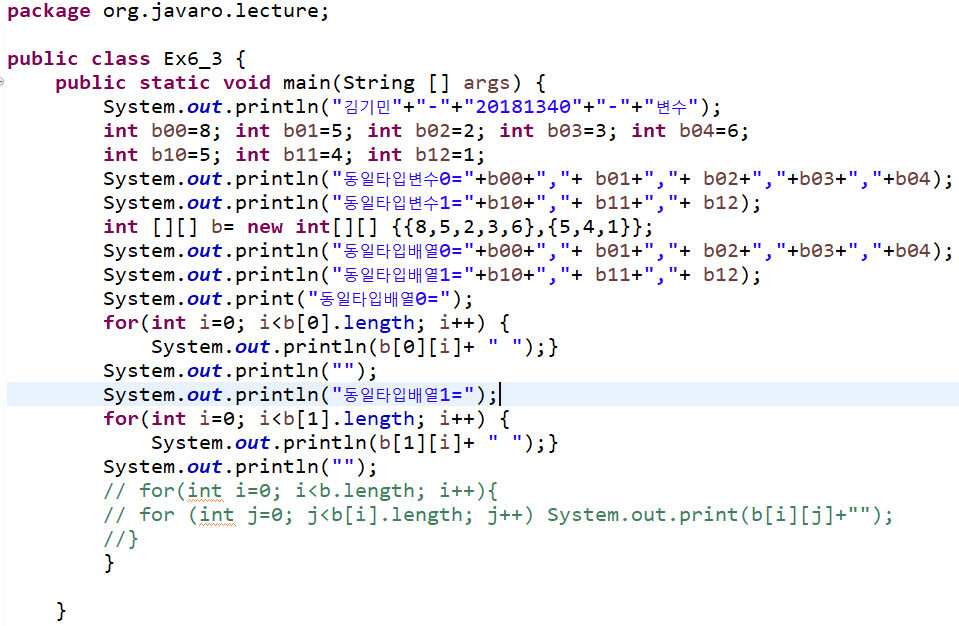 package org.javaro.lecture;
public class Ex6_3 {
public static void main(String [] args) {
System.out.println("김기민"+"-"+"20181340"+"-"+"변수");
int b00=8; int b01=5; int b02=2; int b03=3; int b04=6;
int b10=5; int b11=4; int b12=1;
System.out.println("동일타입변수0="+b00+","+ b01+","+ b02+","+b03+","+b04);
System.out.println("동일타입변수1="+b10+","+ b11+","+ b12);
int [][] b= new int[][] {{8,5,2,3,6},{5,4,1}};
System.out.println("동일타입배열0="+b00+","+ b01+","+ b02+","+b03+","+b04);
System.out.println("동일타입배열1="+b10+","+ b11+","+ b12);
System.out.print("동일타입배열0=");
for(int i=0; i<b[0].length; i++) {
System.out.println(b[0][i]+ " ");}
System.out.println("");
System.out.println("동일타입배열1=");
for(int i=0; i<b[1].length; i++) {
System.out.println(b[1][i]+ " ");}
System.out.println("");
// for(int i=0; i<b.length; i++){
// for (int j=0; j<b[i].length; j++) System.out.print(b[i][j]+"");
//}
}
}